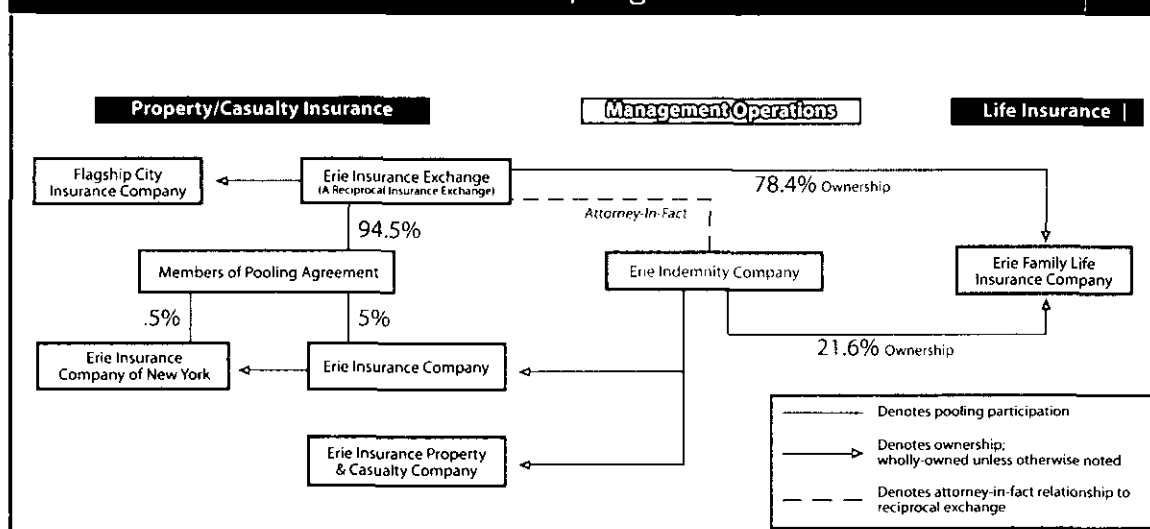 Property/Casualty Insurance
Management Operations
Life Insurance
Flagship City
Insurance Company
Erie Insurance Exchange
(A Reciprocal Insurance Exchange)
78.4% Ownership
Attorney-In-Fact
94.5%
Members of Pooling Agreement
Erie Indemnity Company
Erie Family Life
Insurance Company
.5%
5%
21.6% Ownership
Erie Insurance
Company of New York
Erie Insurance Company
Erie Insurance Property
& Casualty Company
Denotes pooling participation
Denotes ownership;
wholly-owned unless otherwise noted
Denotes attorney-in-fact relationship to
reciprocal exchange